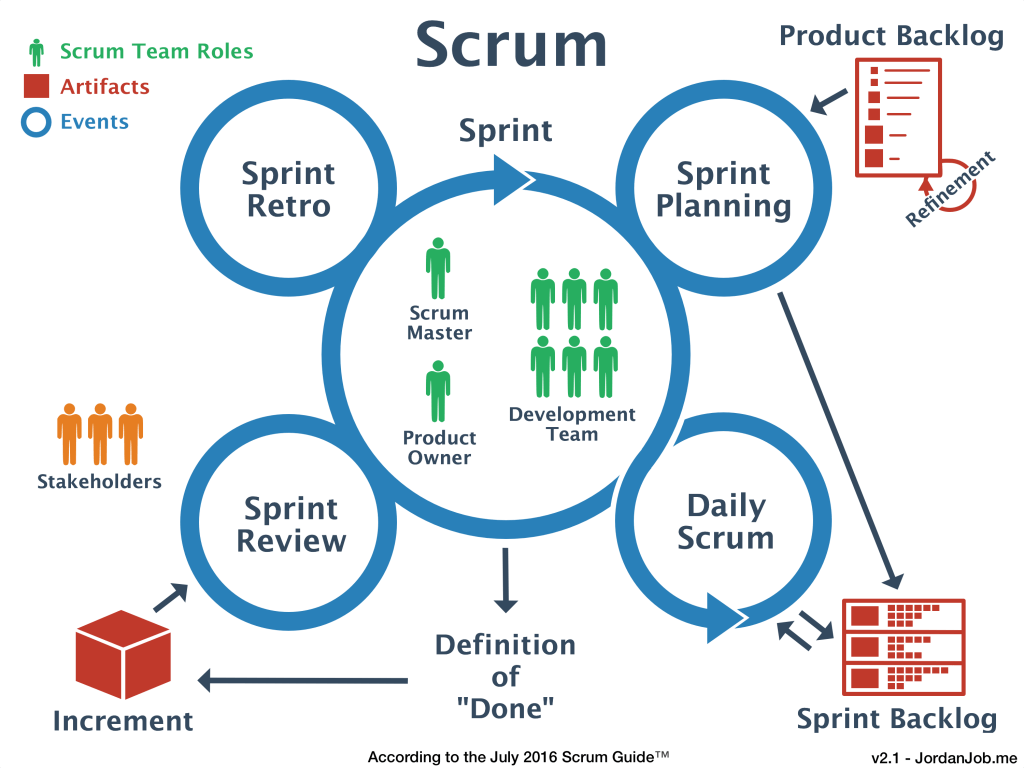 Scrum
Product Backlog
Scrum Team Roles
Artifacts
Events
Sprint
Sprint
Retro
Sprint
Planning
Refinement
Scrum
Master
Product
Owner
Development
Team
Stakeholders
Sprint
Review
Daily
Scrum
Definition
of
"Done"
Increment
Sprint Backlog
According to the July 2016 Scrum Guide™
v2.1 - JordanJob.me